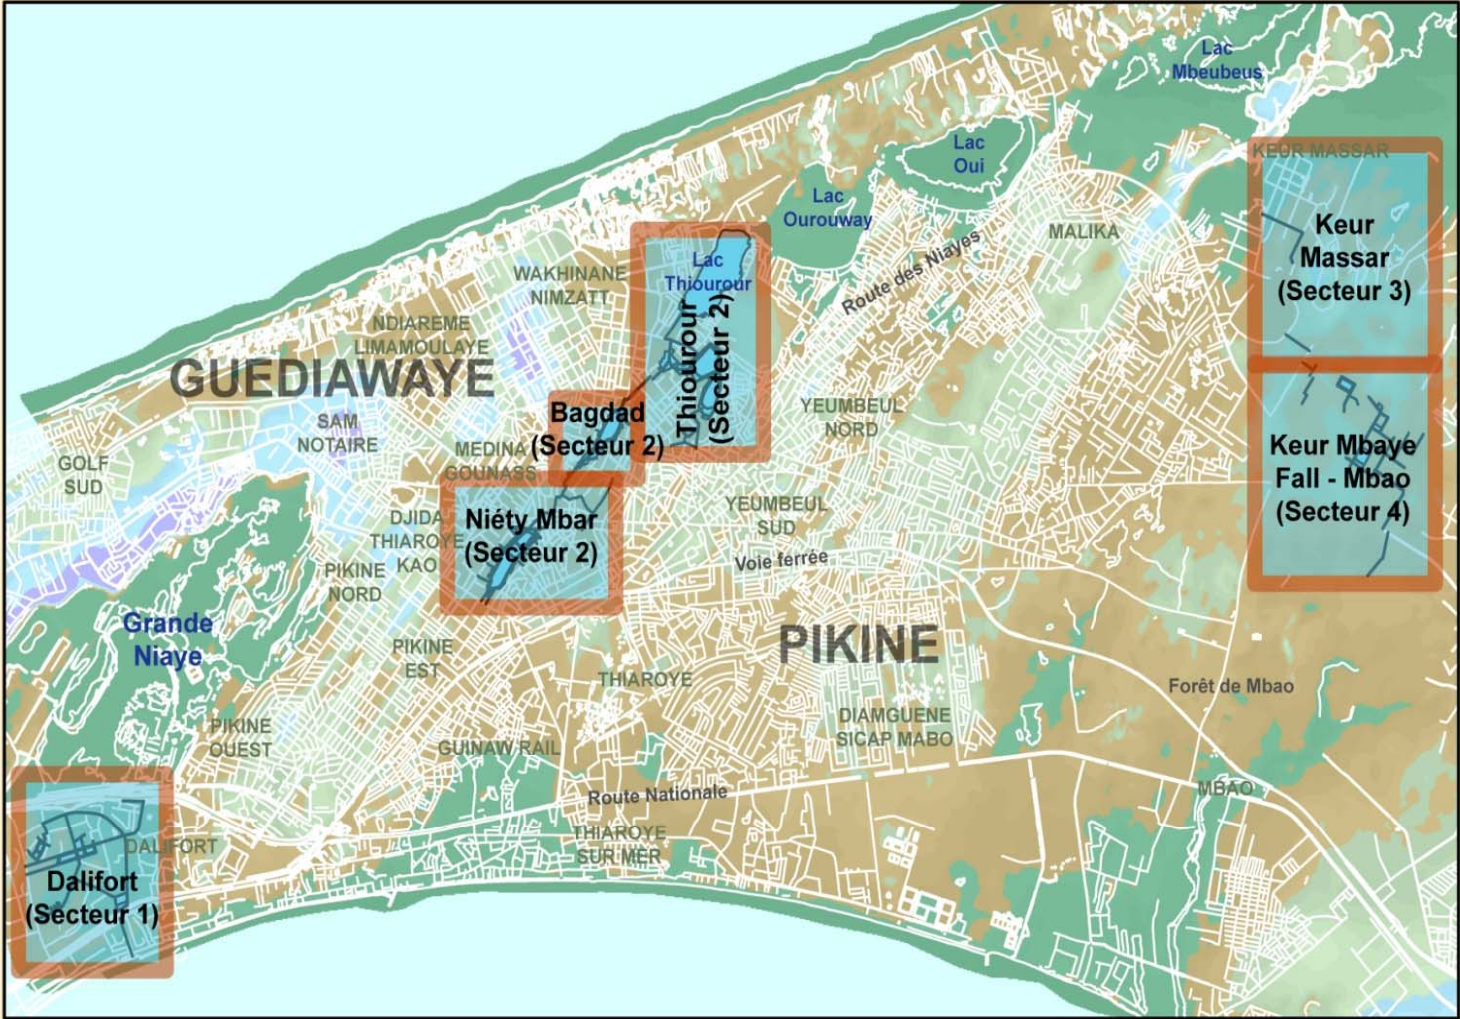 Lac
Mbeubeus
Lac
Oui
KEUR MASSAR
Lac
Ourouway
Keur
Massar
(Secteur 3)
MALIKA
Route des Niayes
Lac
Thiourour
Thiourour
(Secteur 2)
WAKHINANE
NIMZATT
NDIAREME
LIMAMOULAYE
GUEDIAWAYE
Bagdad
(Secteur 2)
YEUMBEUL
NORD
SAM
NOTAIRE
MEDINA
GOUNASS
Keur Mbaye
Fall - Mbao
(Secteur 4)
GOLF
SUD
DJIDA
THIAROYE
KAO
Niéty Mbar
(Secteur 2)
YEUMBEUL
SUD
Voie ferrée
PIKINE
NORD
Grande
Niaye
PIKINE
EST
PIKINE
THIAROYE
Forêt de Mbao
DIAMGUENE
SICAP MABO
PIKINE
OUEST
GUINAW RAIL
Route Nationale
MBAO
THIAROYE
SUR MER
DALIFORT
Dalifort
(Secteur 1)